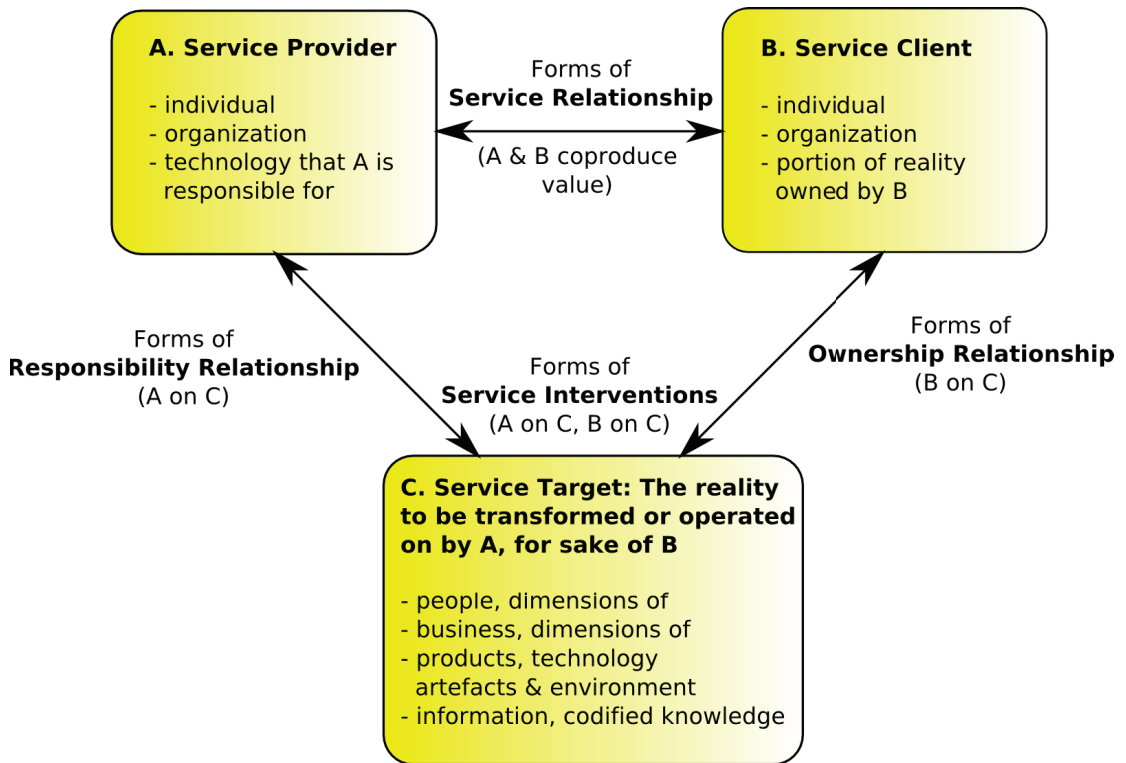 A. Service Provider
- individual
- organization
- technology that A is
responsible for
Forms of
Service Relationship
(A & B coproduce
value)
B. Service Client
- individual
- organization
- portion of reality
owned by B
Forms of
Responsibility Relationship
(A on C)
Forms of
Service Interventions
(A on C, B on C)
Forms of
Ownership Relationship
(B on C)
C. Service Target: The reality
to be transformed or operated
on by A, for sake of B
- people, dimensions of
- business, dimensions of
- products, technology
artefacts & environment
- information, codified knowledge